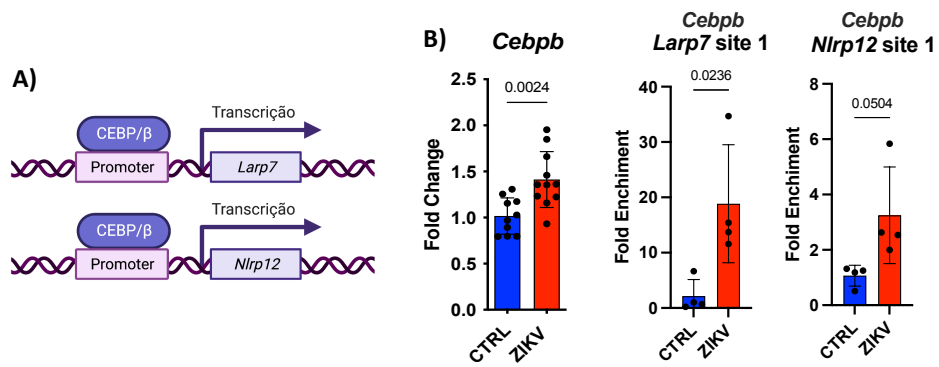 A)
CEBP/β
Transcrição
Promoter
Larp7
CEBP/β
Transcrição
Promoter
Nlrp12
B)
Cebpb
0.0024
Fold Change
2.5
2.0
1.5
1.0
0.5
0.0
CTRL
ZIKV
Cebpb
Larp7 site 1
0.0236
Fold Enchiment
40
30
20
10
0
CTRL
ZIKV
Cebpb
Nlrp12 site 1
0.0504
Fold Enciment
8
6
4
2
0
CTRL
ZIKV